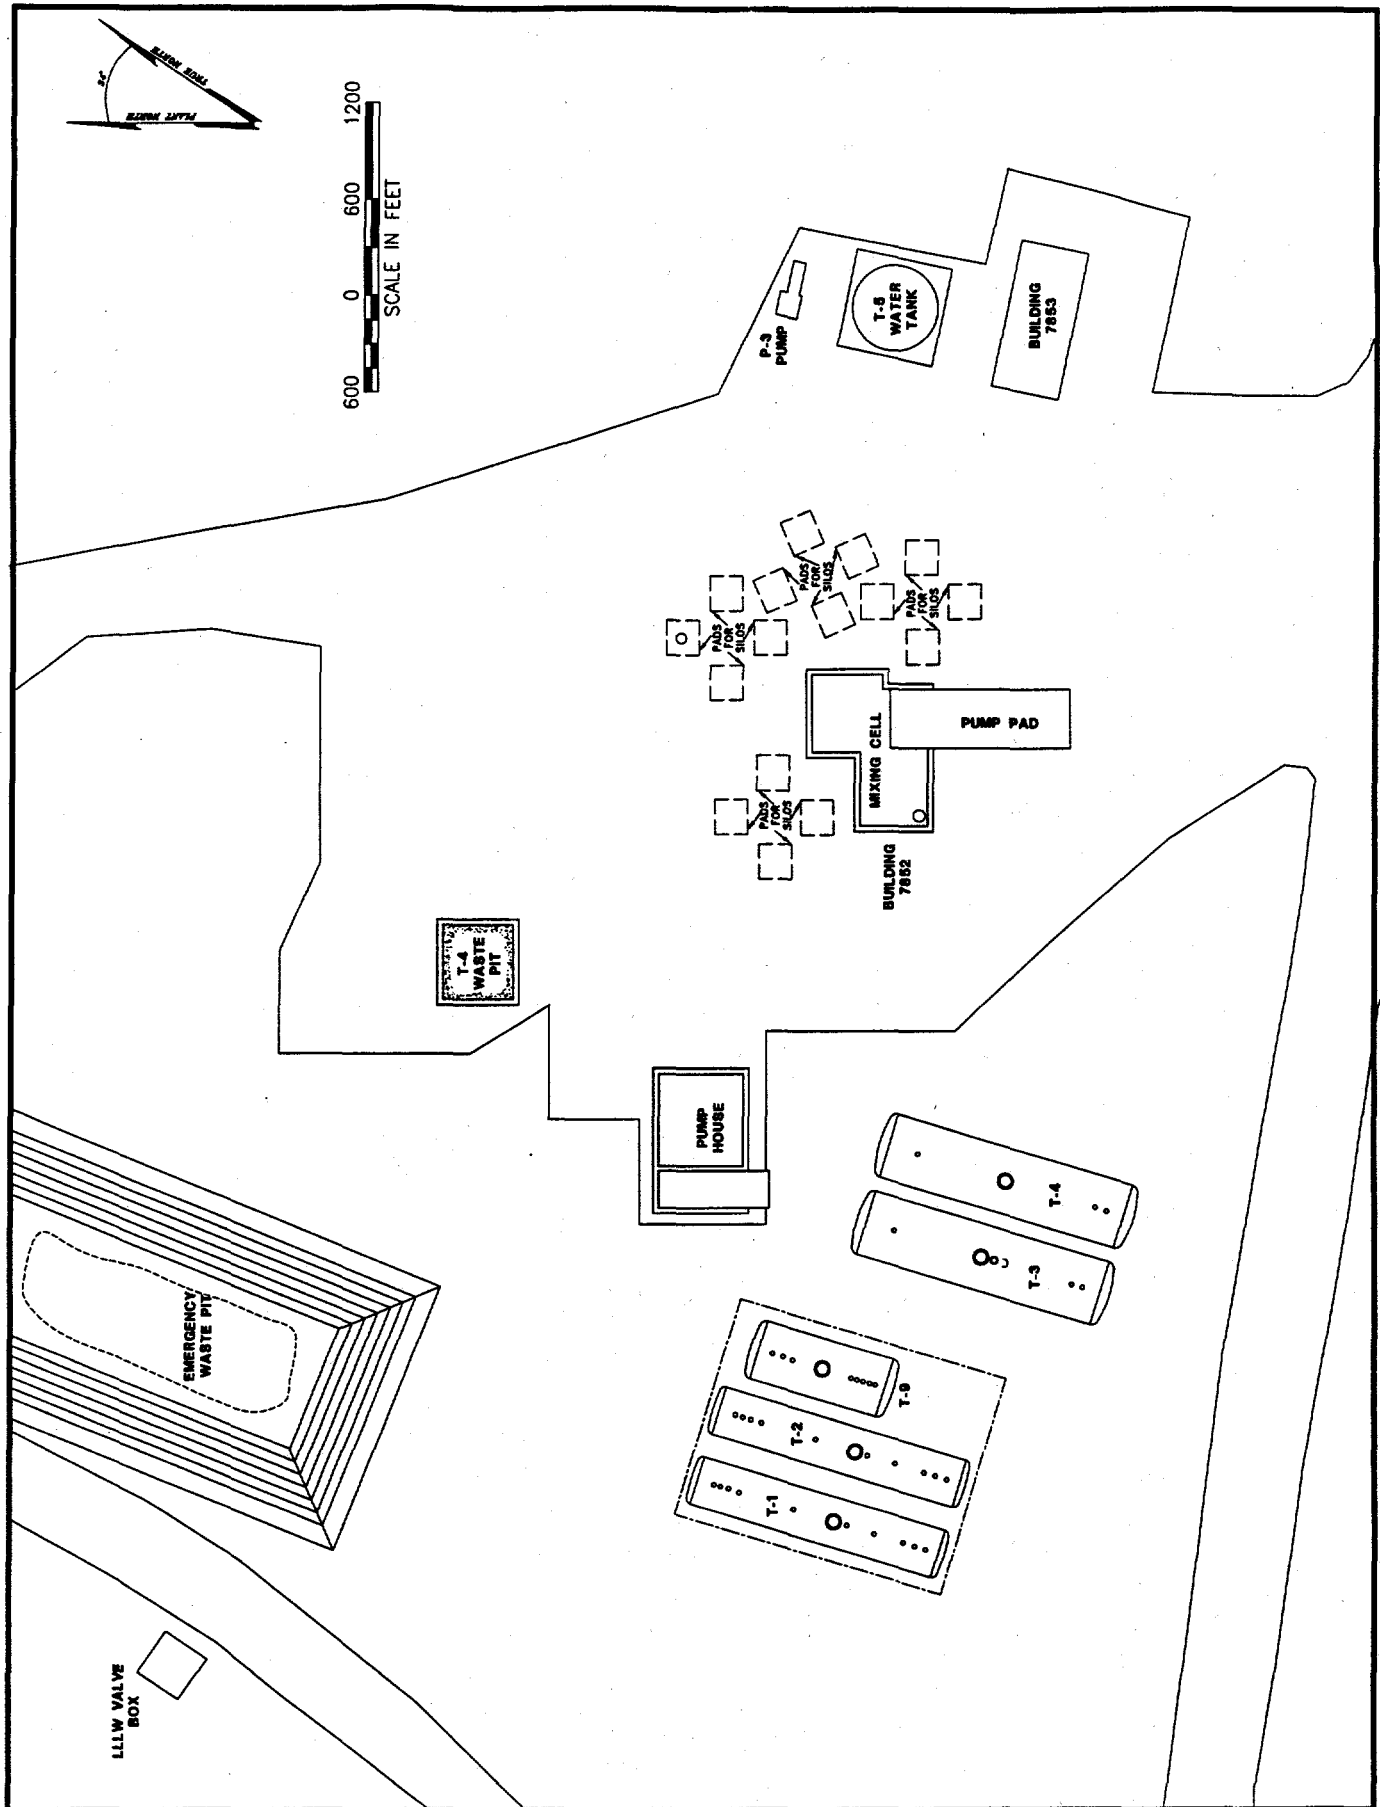 TRUE NORTH
34°
PLANT NORTH
600
0
600
1200
SCALE IN FEET
P-3
PUMP
T-5
WATER
TANK
BUILDING
7853
PADS
FOR
SILOS
PADS
FOR
SILOS
PADS
FOR
SILOS
PADS
FOR
SILOS
MIXING CELL
PUMP PAD
BUILDING
7852
T-4
WASTE
PIT
PUMP
HOUSE
EMERGENCY
WASTE PIT
T-4
T-3
T-9
T-2
T-1
LLLW VALVE
BOX